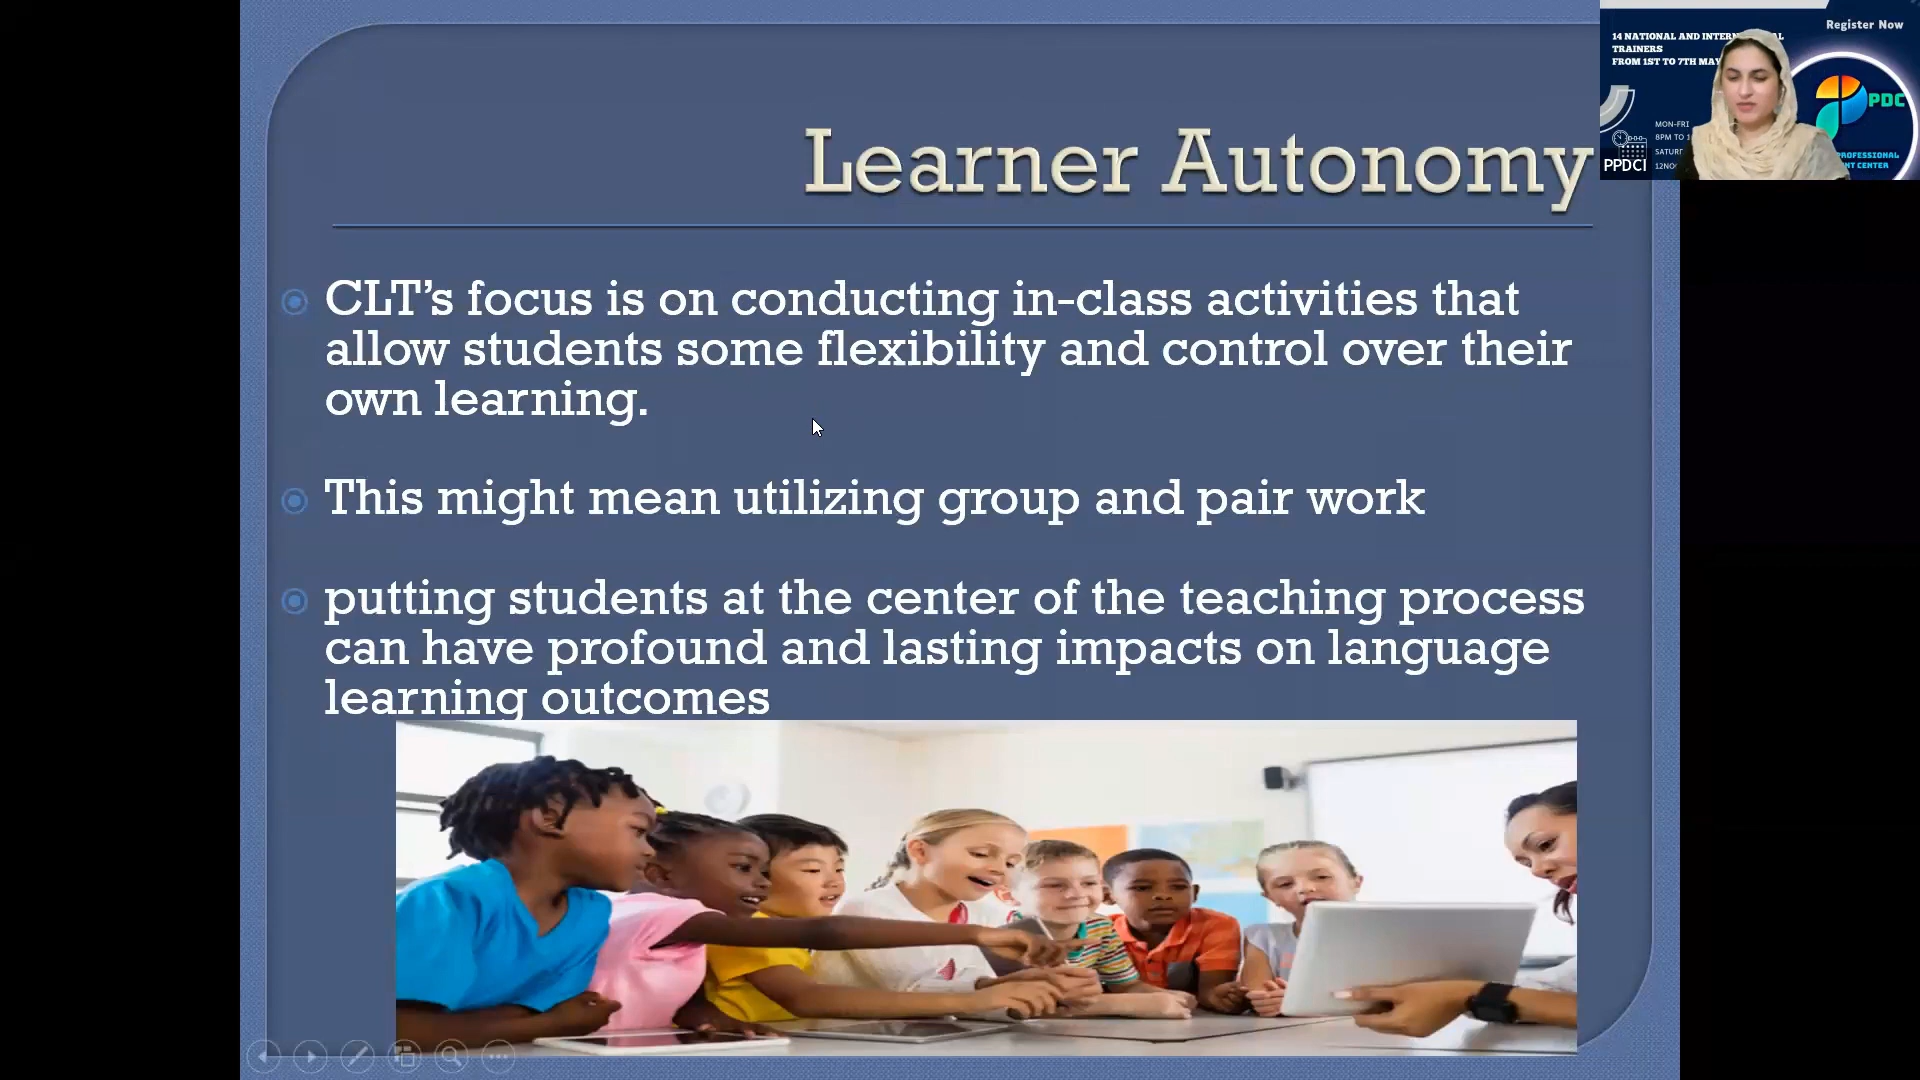 Learner Autonomy
CLT’s focus is on conducting in-class activities that
allow students some flexibility and control over their
own learning.
This might mean utilizing group and pair work
putting students at the center of the teaching process
can have profound and lasting impacts on language
learning outcomes
Register Now
14 NATIONAL AND
TRAINERS
FROM 1ST TO 7TH MAY
PDC
MON-FRI
8PM TO
PPDCI
CENTER